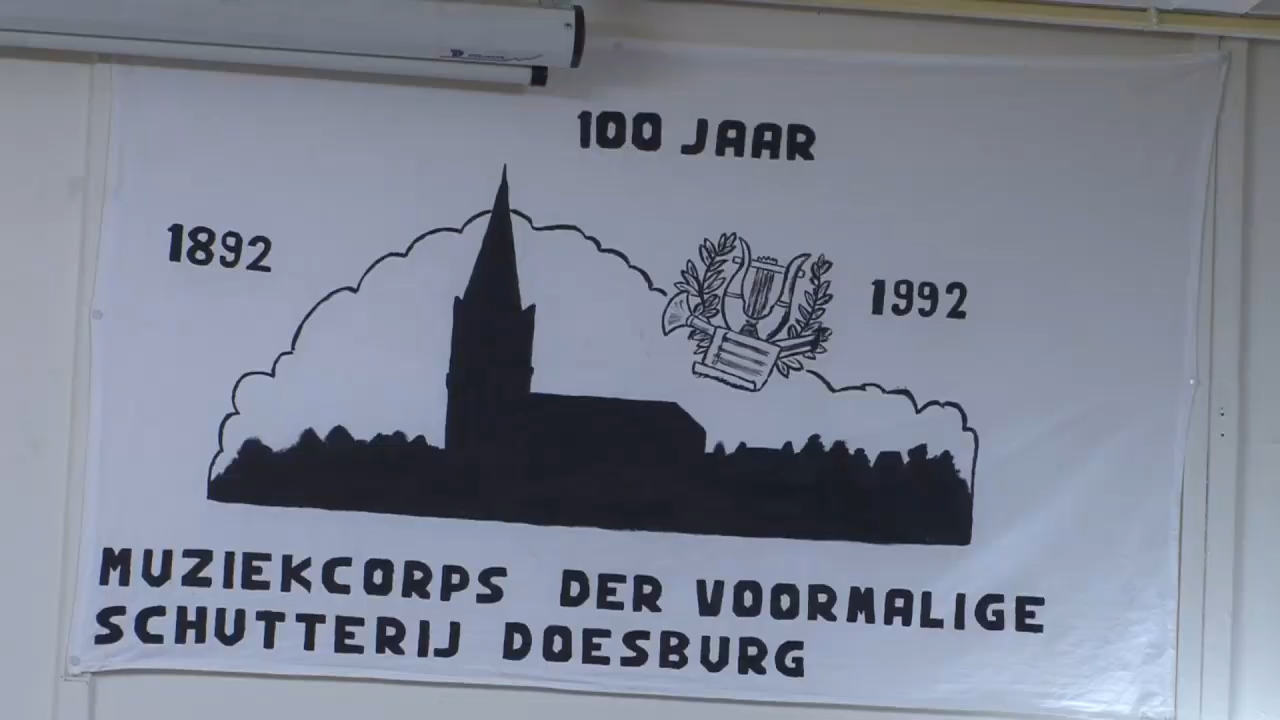 100 JAAR
1892
1992
MUZIEKCORPS DER VOORMALIGE
SCHUTTERIJ DOESBURG